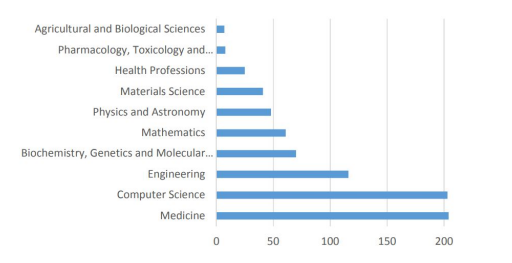 Agricultural and Biological Sciences
Pharmacology, Toxicology and...
Health Professions
Materials Science
Physics and Astronomy
Mathematics
Biochemistry, Genetics and Molecular...
Engineering
Computer Science
Medicine
0 50 100 150 200